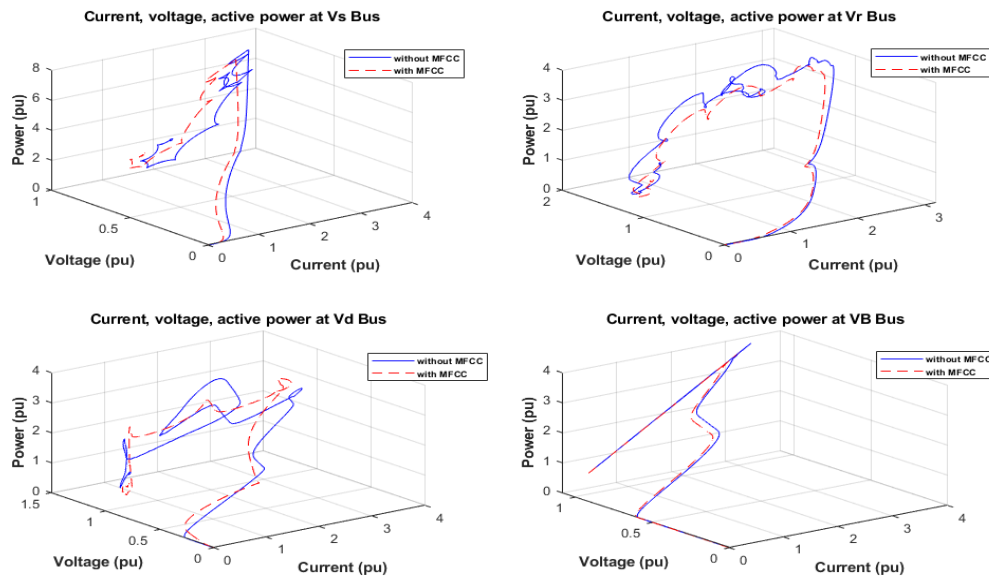 Current, voltage, active power at Vs Bus
without MFCC
with MFCC
8
6
4
2
0
Power (pu)
1
0.5
0
Voltage (pu)
0
1
2
3
4
Current (pu)
Current, voltage, active power at Vr Bus
without MFCC
with MFCC
4
3
2
1
0
Power (pu)
2
1
0
Voltage (pu)
0
1
2
3
Current (pu)
Current, voltage, active power at Vd Bus
without MFCC
with MFCC
4
3
2
1
0
Power (pu)
1.5
1
0.5
0
Voltage (pu)
0
1
2
3
4
Current (pu)
Current, voltage, active power at VB Bus
without MFCC
with MFCC
4
3
2
1
0
Power (pu)
1
0.5
0
Voltage (pu)
0
1
2
3
4
Current (pu)